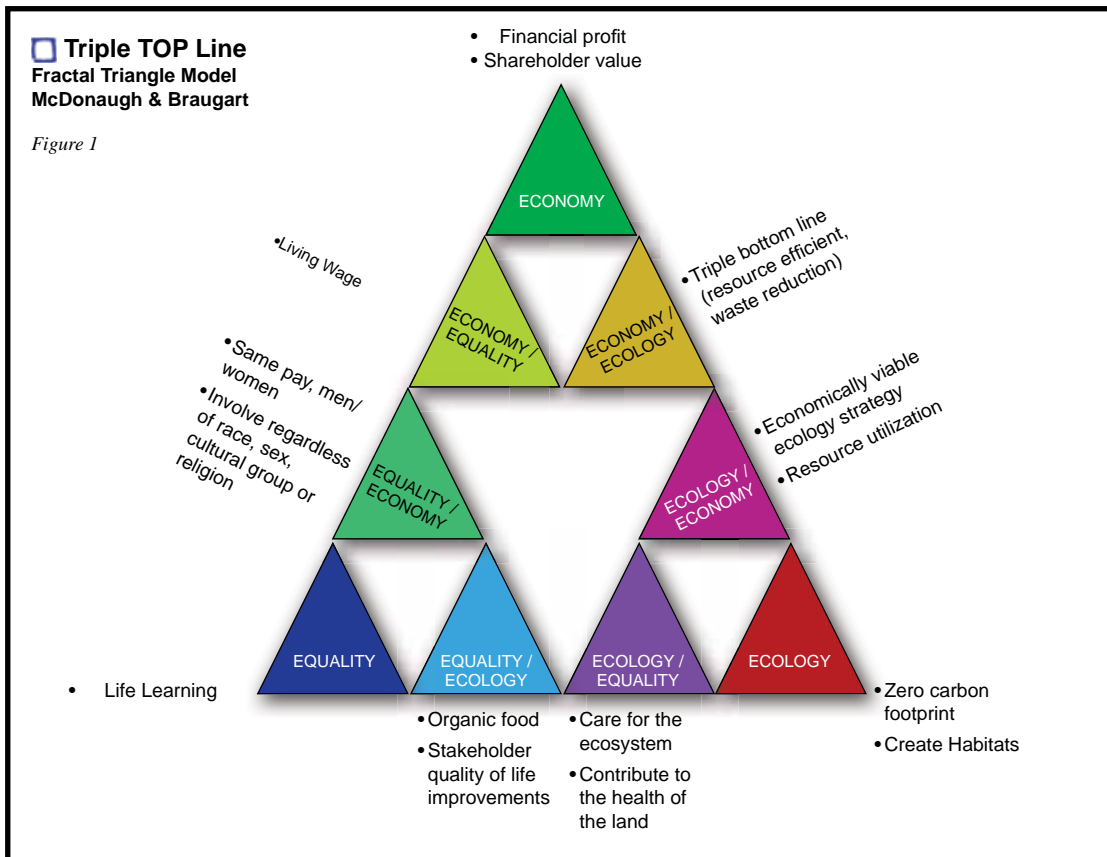 Triple TOP Line
Fractal Triangle Model
McDonaugh & Braugart
Figure 1
• Financial profit
• Shareholder value
ECONOMY
•Living Wage
ECONOMY /
EQUALITY
ECONOMY /
ECOLOGY
•Triple bottom line
(resource efficient,
waste reduction)
•Same pay, men/
women
•Involve regardless
of race, sex,
cultural group or
religion
EQUALITY /
ECONOMY
ECOLOGY /
ECONOMY
•Economically viable
ecology strategy
•Resource utilization
EQUALITY
EQUALITY /
ECOLOGY
ECOLOGY /
EQUALITY
ECOLOGY
• Life Learning
•Organic food
•Stakeholder
quality of life
improvements
•Care for the
ecosystem
•Contribute to
the health of
the land
•Zero carbon
footprint
•Create Habitats